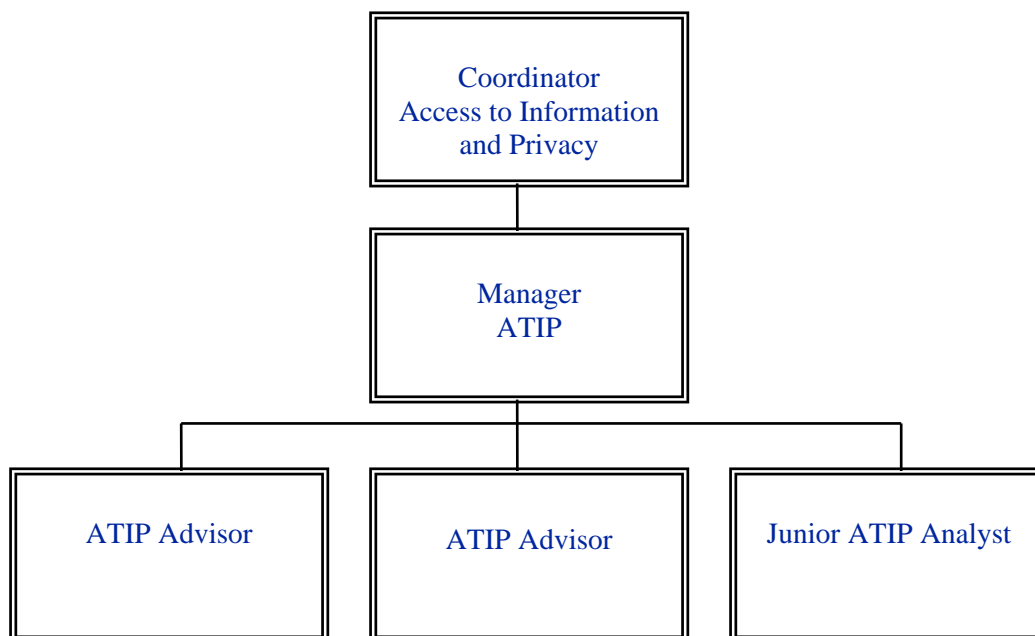 Coordinator
Access to Information
and Privacy
Manager
ATIP
ATIP Advisor
ATIP Advisor
Junior ATIP Analyst